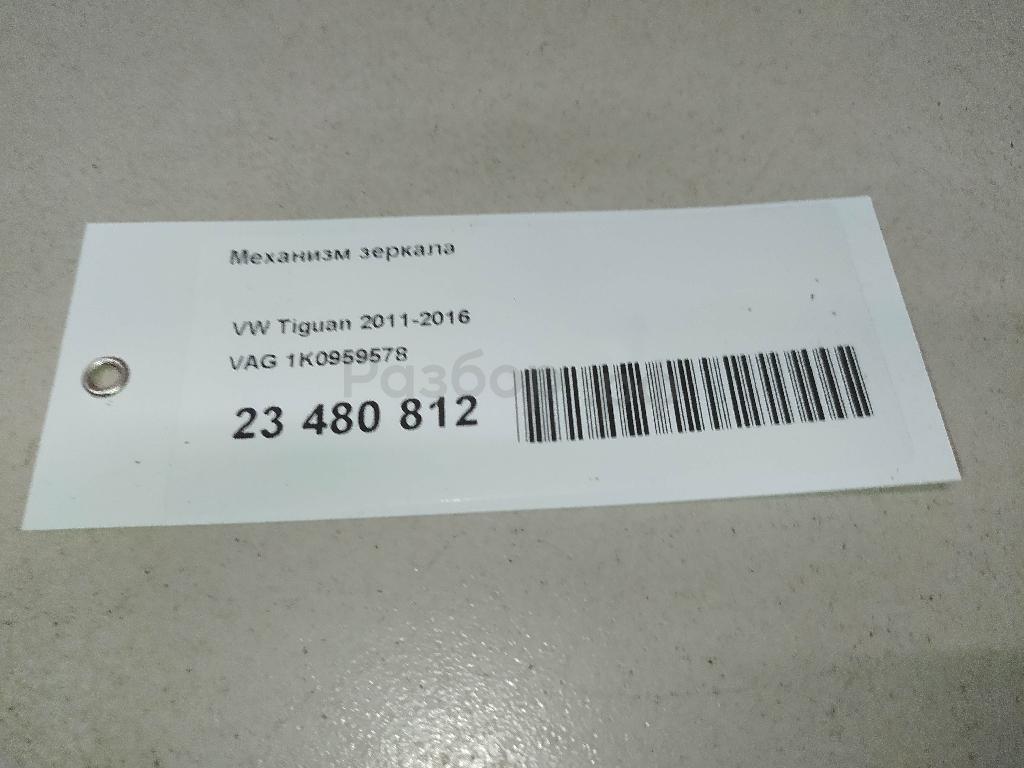 Механизм зеркала
VW Tiguan 2011-2016
VAG 1K0959578
23 480 812